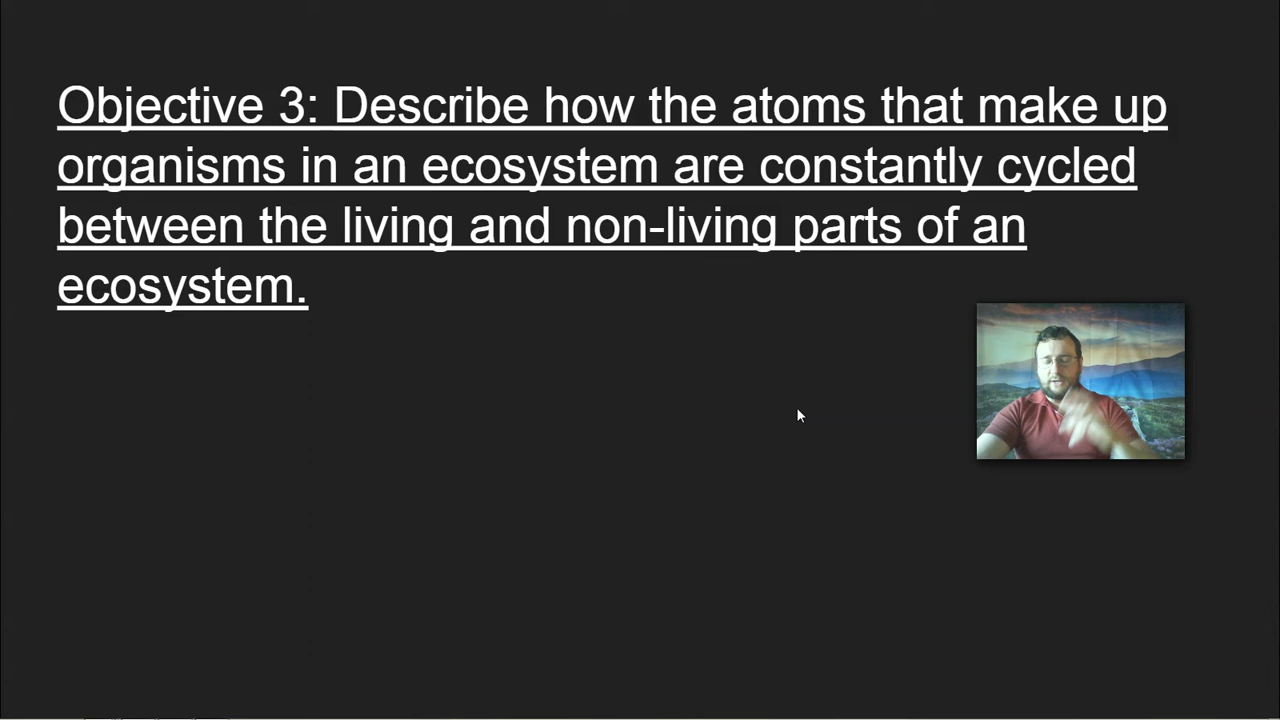 Objective 3: Describe how the atoms that make up
organisms in an ecosystem are constantly cycled
between the living and non-living parts of an
ecosystem.